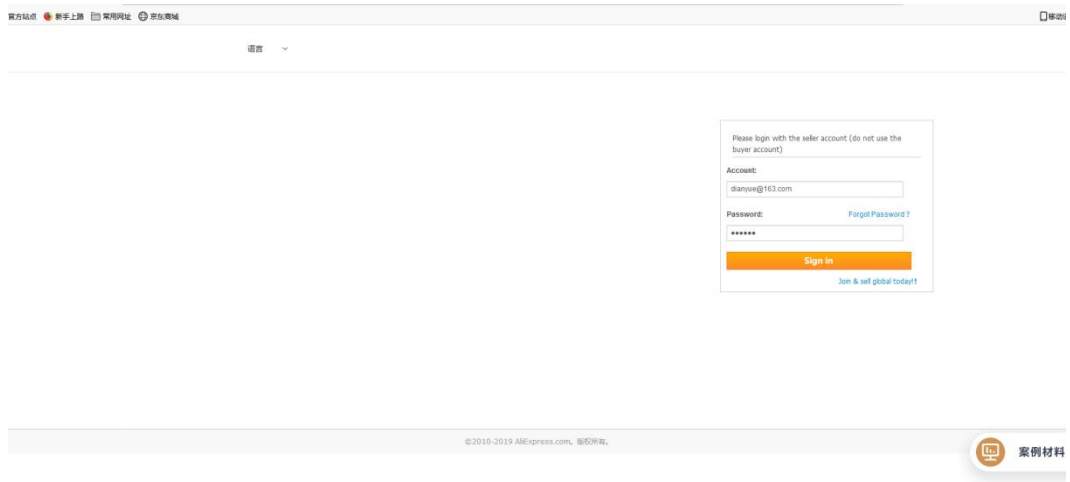 官方站点 新手上路 常用网址 京东商城
语言
Please login with the seller account (do not use the
buyer account)
Account:
dianyue@163.com
Password: Forgot Password ?
••••••
Sign in
Join & sell global today!!
©2010-2019 AliExpress.com。版权所有。
案例材料